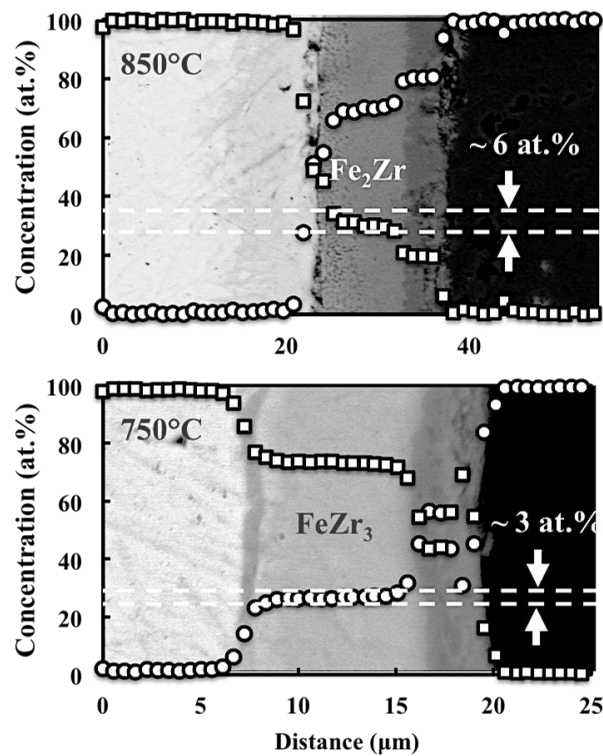 Concentration (at.%)
100
80
60
40
20
0
850°C
Fe₂Zr
~ 6 at.%
0
20
40
Concentration (at.%)
100
80
60
40
20
0
750°C
FeZr₃
~ 3 at.%
0
5
10
15
20
25
Distance (μm)